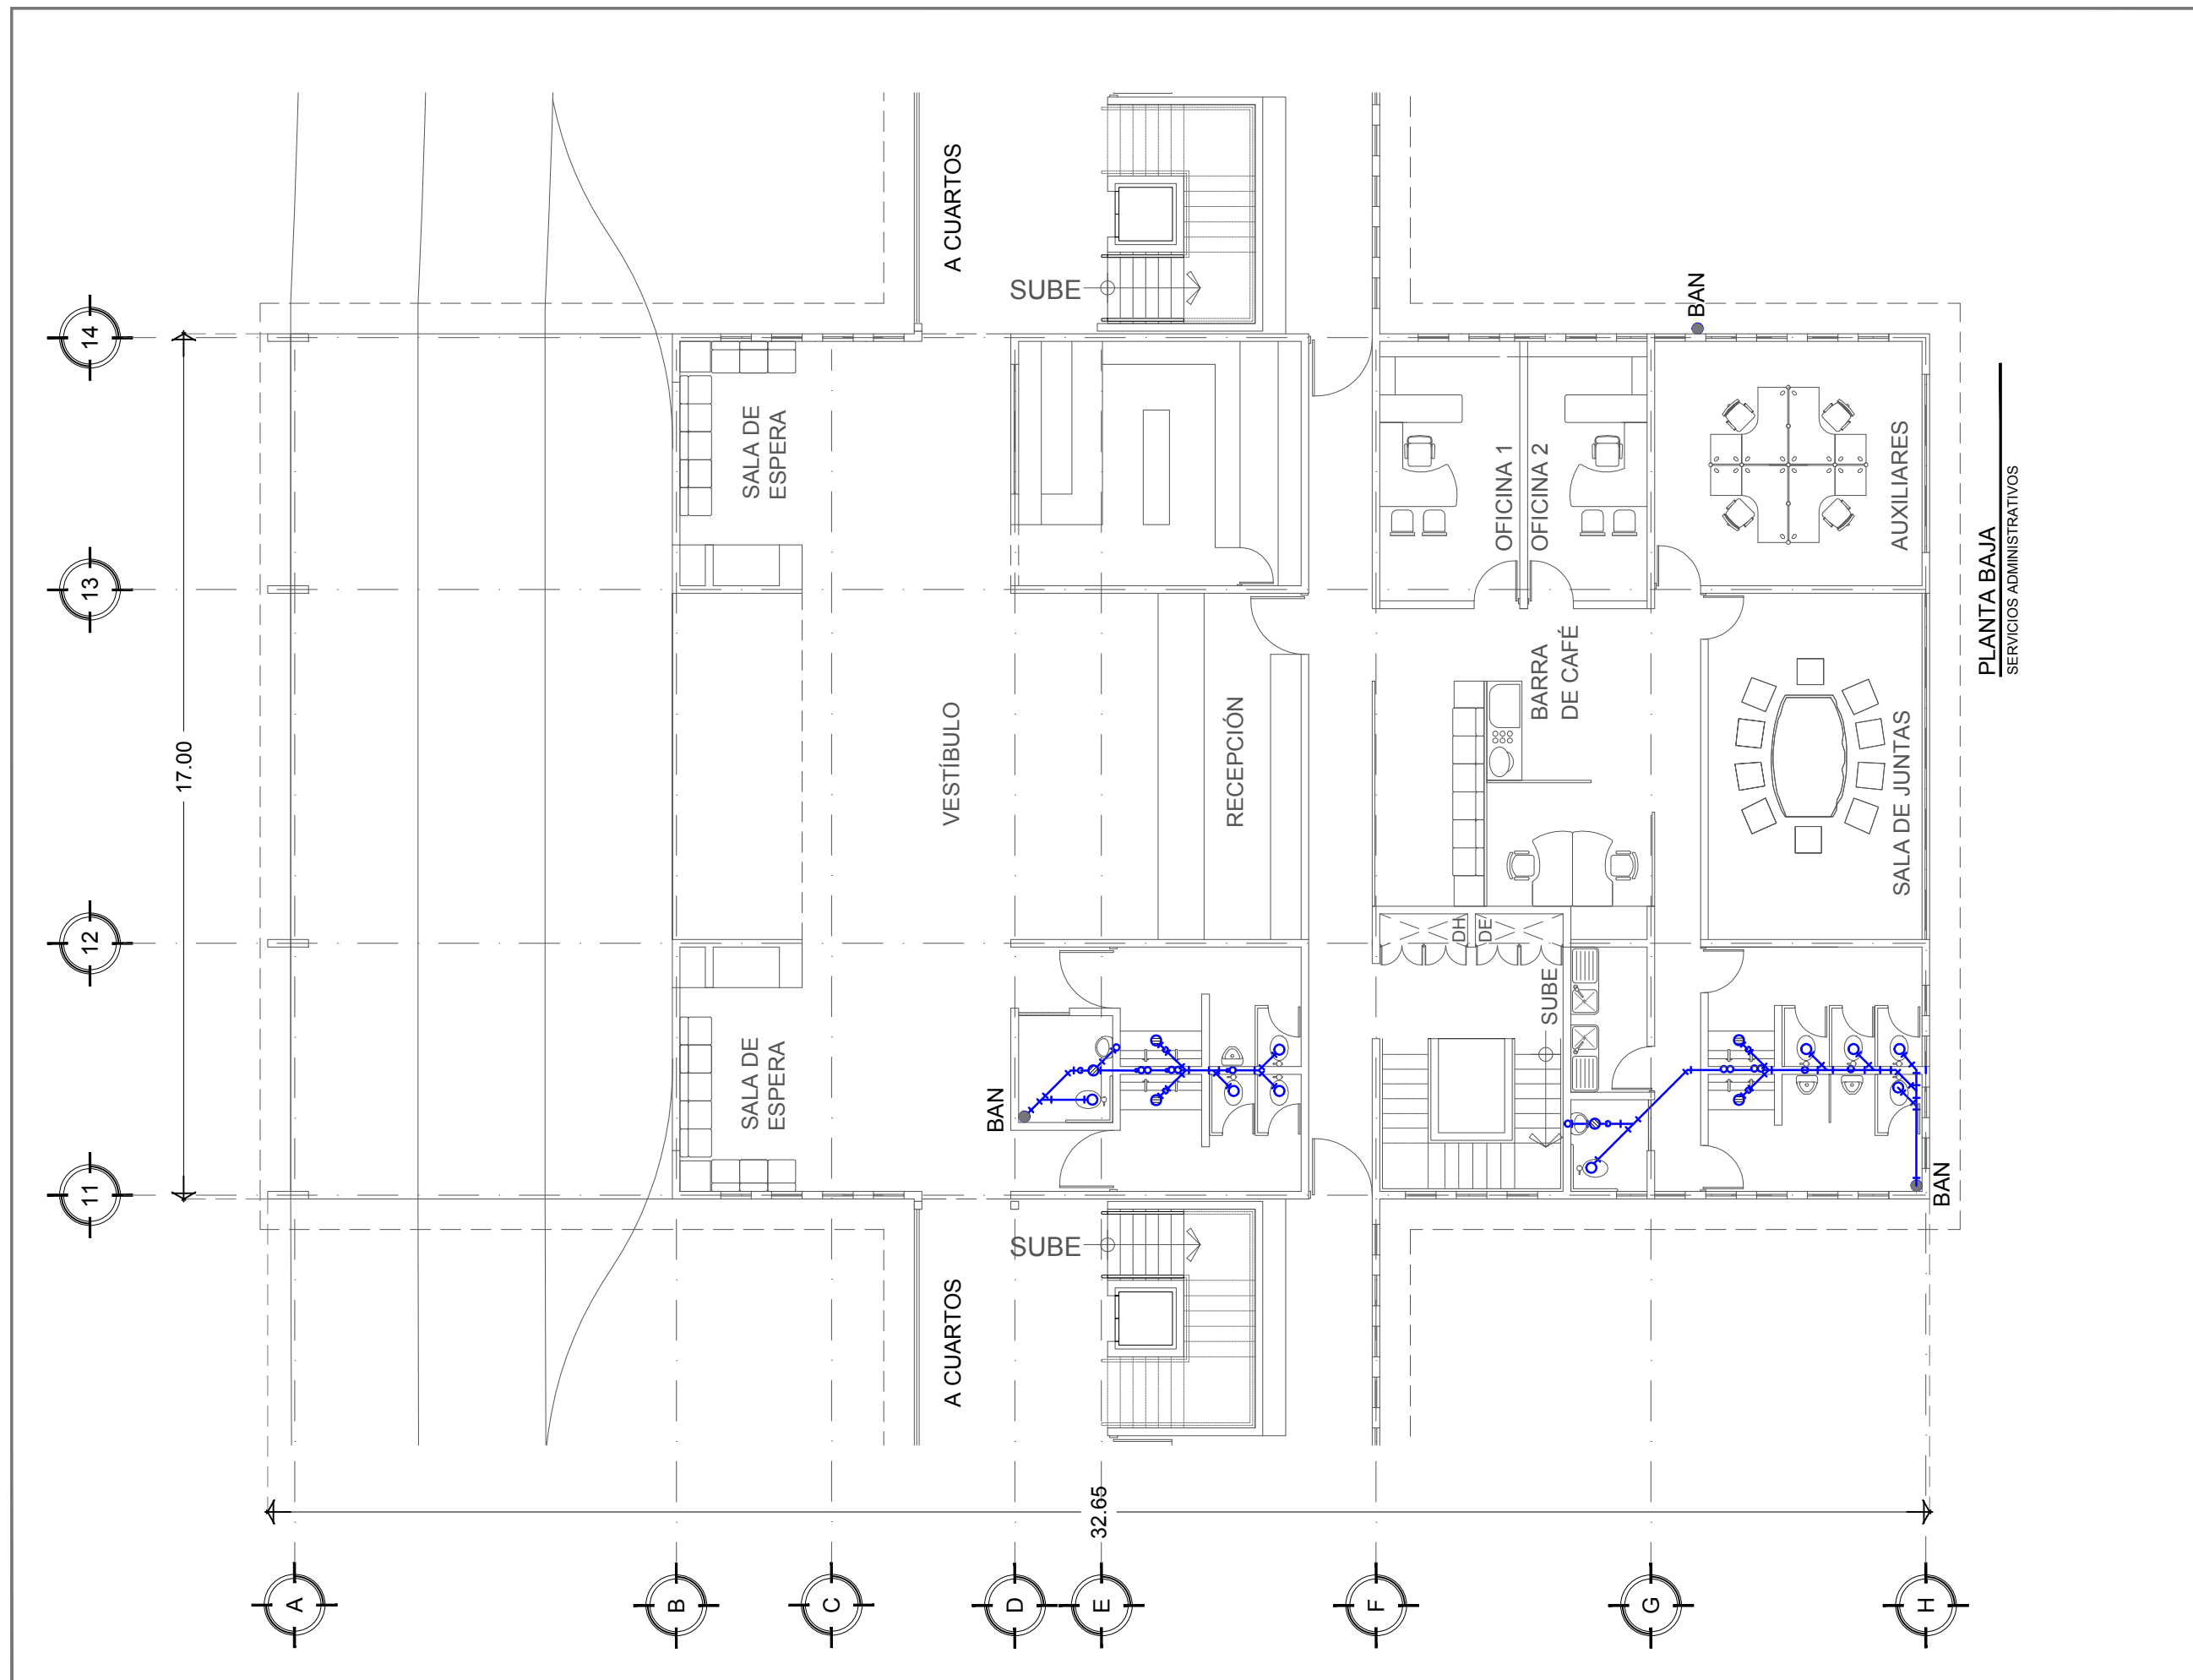 14
13
12
11
17.00
A CUARTOS
SUBE
BAN
SALA DE
ESPERA
OFICINA 1
OFICINA 2
AUXILIARES
PLANTA BAJA
SERVICIOS ADMINISTRATIVOS
VESTÍBULO
RECEPCIÓN
BARRA
DE CAFÉ
SALA DE JUNTAS
DH
DE
SUBE
SALA DE
ESPERA
BAN
BAN
SUBE
A CUARTOS
32.65
A
B
C
D
E
F
G
H